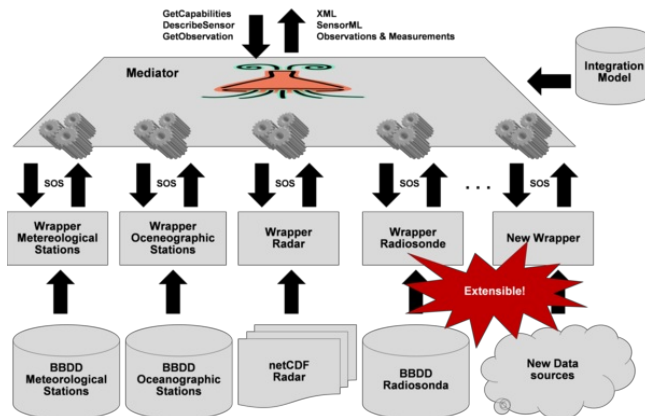 GetCapabilities
DescribeSensor
GetObservation
XML
SensorML
Observations & Measurements
Mediator
Integration
Model
SOS
SOS
SOS
SOS
. . .
SOS
Wrapper
Metereological
Stations
Wrapper
Oceneographic
Stations
Wrapper
Radar
Wrapper
Radiosonde
New Wrapper
Extensible!
BBDD
Meteorological
Stations
BBDD
Oceanographic
Stations
netCDF
Radar
BBDD
Radiosonda
New Data
sources